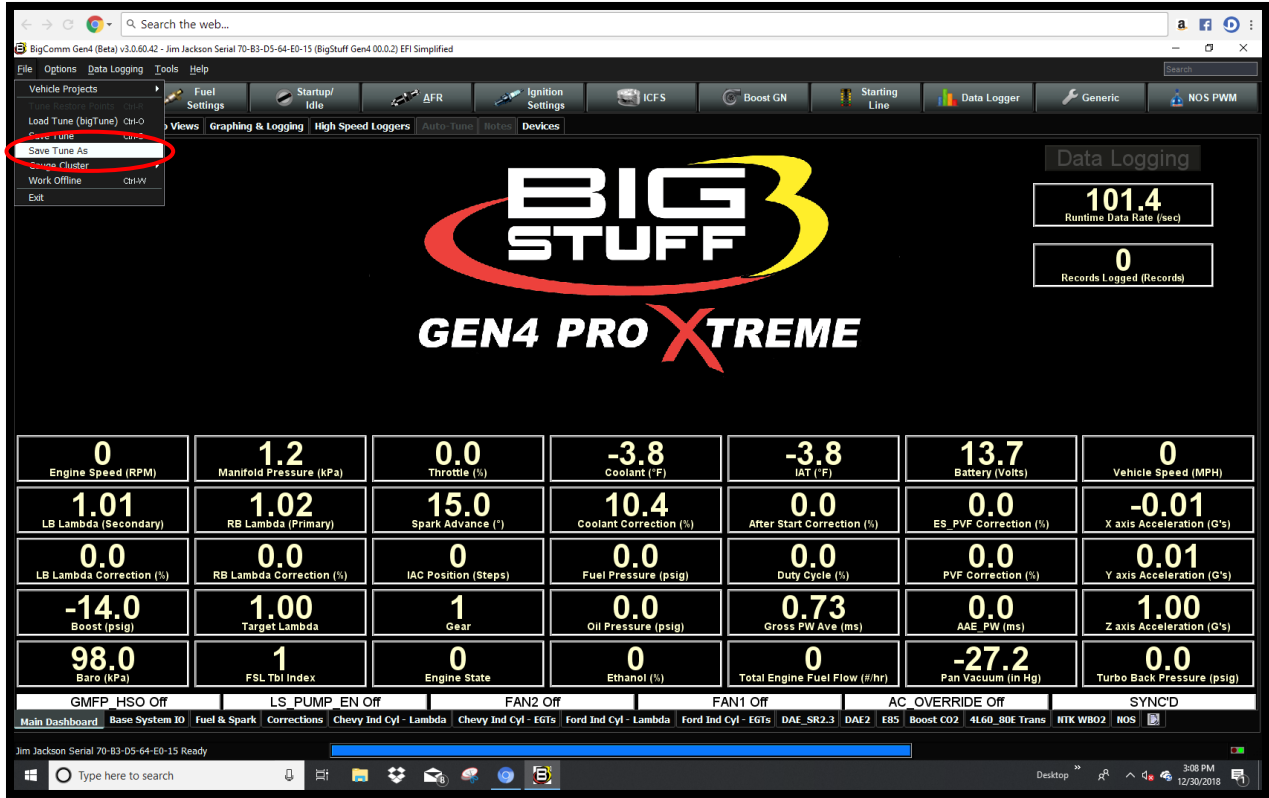 Search the web...
BigComm Gen4 (Beta) v3.0.60.42 - Jim Jackson Serial 70-B3-D5-64-E0-15 (BigStuff Gen4 00.0.2) EFI Simplified
File Options Data Logging Tools Help
Search
Vehicle Projects
Tune Restore Points Ctrl-R
Load Tune (bigTune) Ctrl-O
Save Tune Ctrl-S
Save Tune As
Gauge Cluster
Work Offline Ctrl-W
Exit
Fuel Settings
Startup/ Idle
AFR
Ignition Settings
ICFS
Boost GN
Starting Line
Data Logger
Generic
NOS PWM
Views Graphing & Logging High Speed Loggers Auto-Tune Notes Devices
BIG
STUFF
3
GEN4 PRO XTREME
Data Logging
101.4
Runtime Data Rate (/sec)
0
Records Logged (Records)
0
Engine Speed (RPM)
1.2
Manifold Pressure (kPa)
0.0
Throttle (%)
-3.8
Coolant (°F)
-3.8
IAT (°F)
13.7
Battery (Volts)
0
Vehicle Speed (MPH)
1.01
LB Lambda (Secondary)
1.02
RB Lambda (Primary)
15.0
Spark Advance (°)
10.4
Coolant Correction (%)
0.0
After Start Correction (%)
0.0
ES_PVF Correction (%)
-0.01
X axis Acceleration (G's)
0.0
LB Lambda Correction (%)
0.0
RB Lambda Correction (%)
0
IAC Position (Steps)
0.0
Fuel Pressure (psig)
0.0
Duty Cycle (%)
0.0
PVF Correction (%)
0.01
Y axis Acceleration (G's)
-14.0
Boost (psig)
1.00
Target Lambda
1
Gear
0.0
Oil Pressure (psig)
0.73
Gross PW Ave (ms)
0.0
AAE_PW (ms)
1.00
Z axis Acceleration (G's)
98.0
Baro (kPa)
1
FSL Tbl Index
0
Engine State
0
Ethanol (%)
0
Total Engine Fuel Flow (#/hr)
-27.2
Pan Vacuum (in Hg)
0.0
Turbo Back Pressure (psig)
GMFP_HSO Off LS_PUMP_EN Off FAN2 Off FAN1 Off AC_OVERRIDE Off SYNC'D
Main Dashboard Base System IO Fuel & Spark Corrections Chevy Ind Cyl - Lambda Chevy Ind Cyl - EGTs Ford Ind Cyl - Lambda Ford Ind Cyl - EGTs DAE_SR2.3 DAE2 E85 Boost CO2 4L60_80E Trans NTK WBO2 NOS
Jim Jackson Serial 70-B3-D5-64-E0-15 Ready
Type here to search
Desktop
3:08 PM
12/30/2018